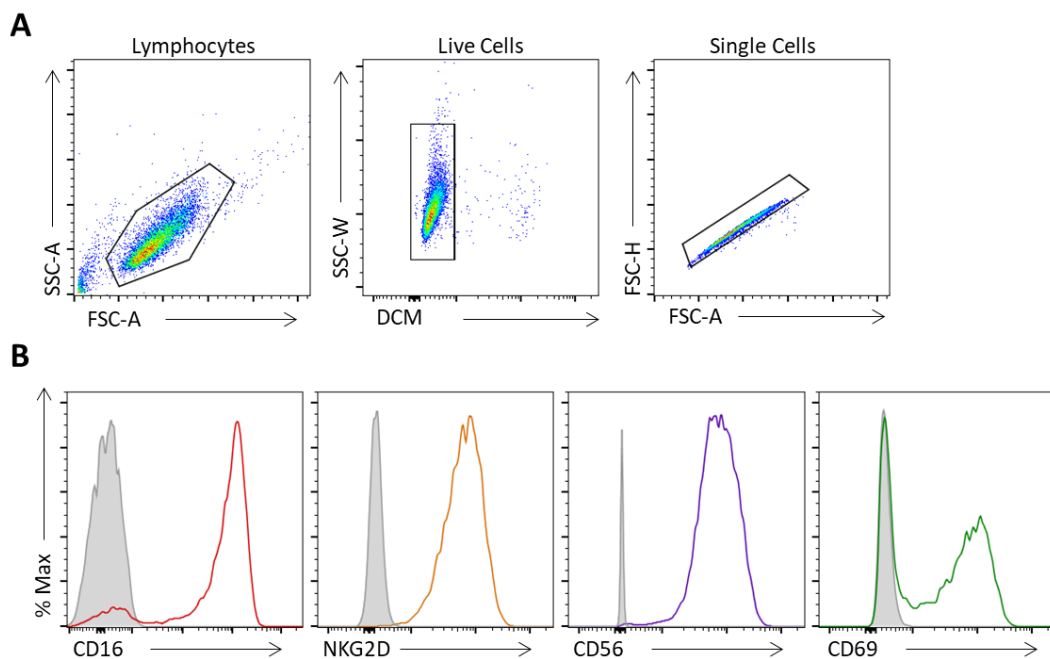 A
Lymphocytes
Live Cells
Single Cells
SSC-A
FSC-A
SSC-W
DCM
FSC-H
FSC-A
B
% Max
CD16
NKG2D
CD56
CD69